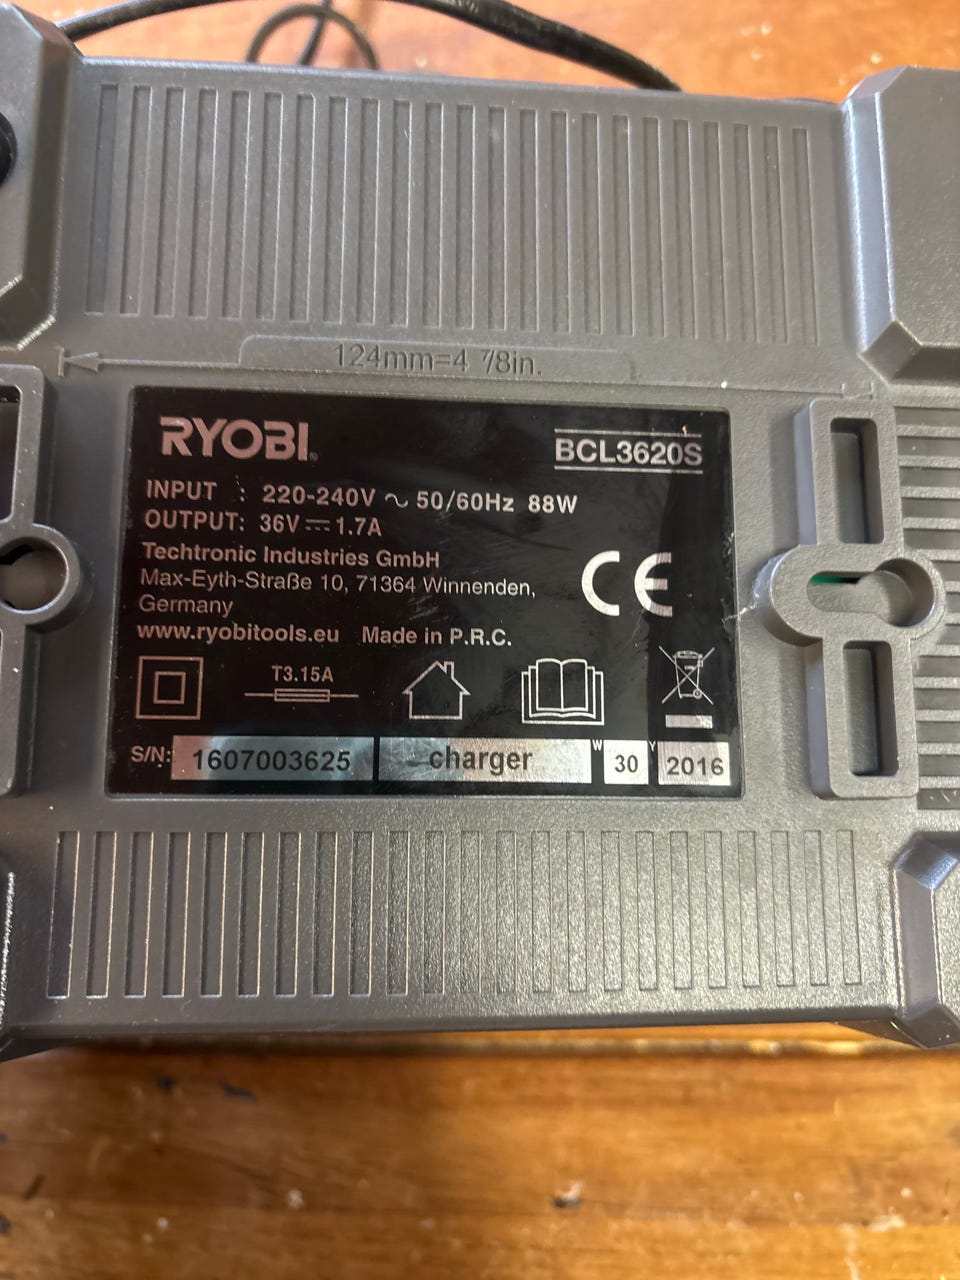 124mm=4 7/8in.
RYOBI
BCL3620S
INPUT : 220-240V ~ 50/60Hz 88W
OUTPUT: 36V ⎓ 1.7A
Techtronic Industries GmbH
Max-Eyth-Straße 10, 71364 Winnenden,
Germany
www.ryobitools.eu Made in P.R.C.
CE
T3.15A
S/N: 1607003625 charger W 30 Y 2016